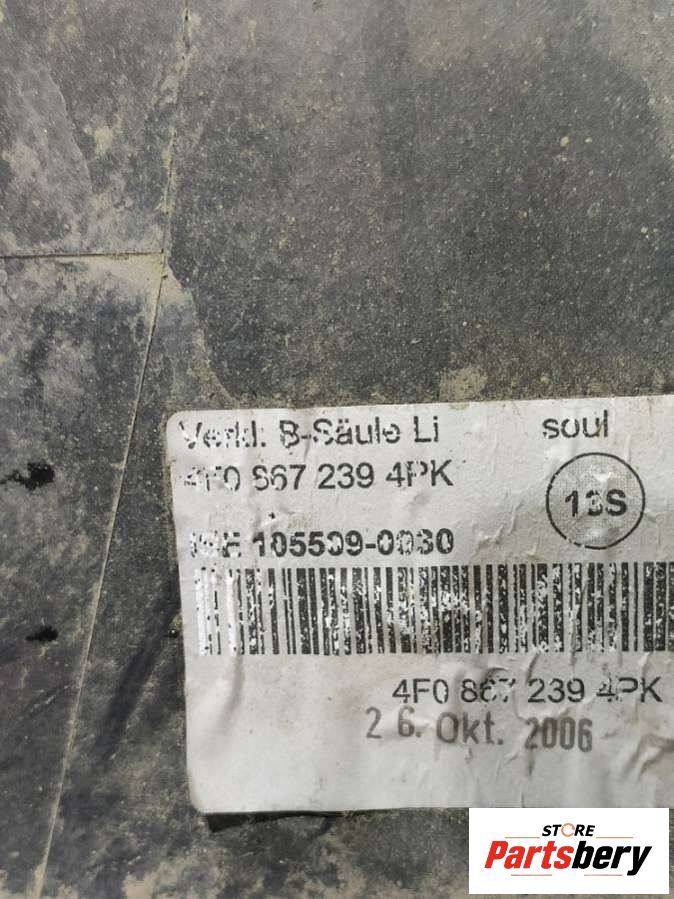 Verkl. B-Säule Li soul
4F0 867 239 4PK
13S
105509-0030
4F0 867 239 4PK
26. Okt. 2006
STORE
Partsbery